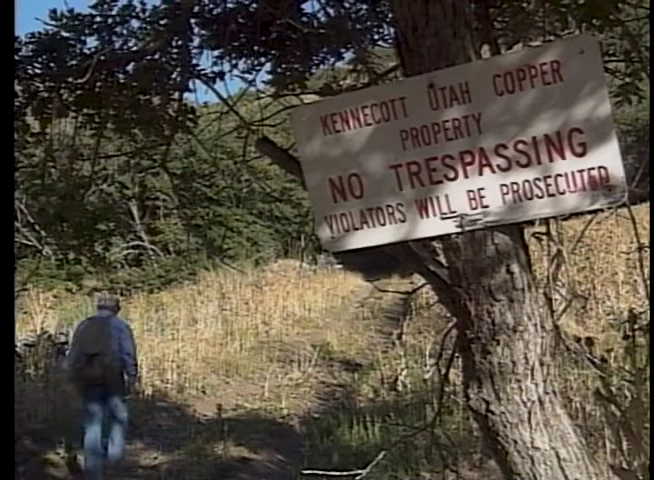 KENNECOTT UTAH COPPER
PROPERTY
NO TRESPASSING
VIOLATORS WILL BE PROSECUTED